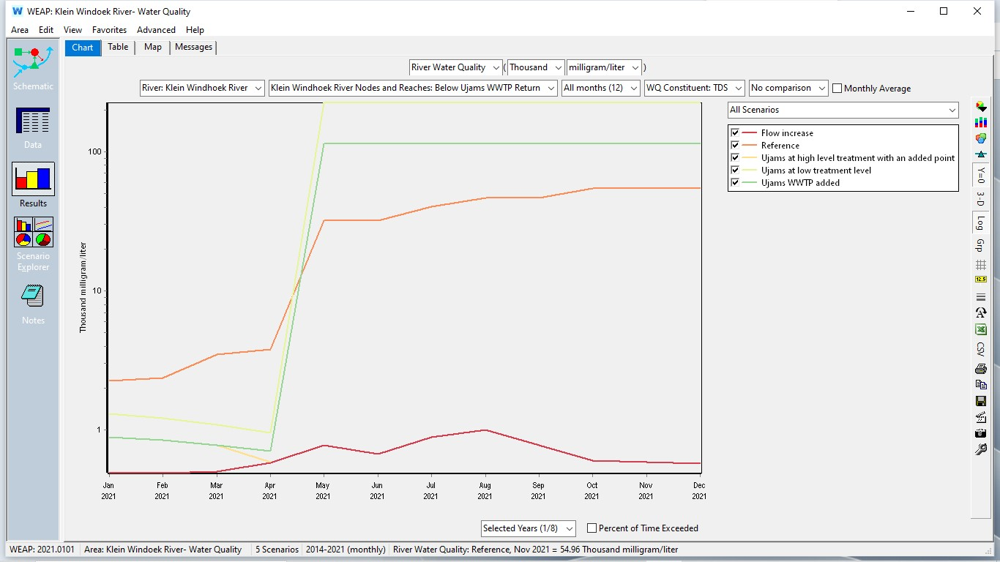 WEAP: Klein Windoek River- Water Quality
Area Edit View Favorites Advanced Help
Chart Table Map Messages
River Water Quality ( Thousand milligram/liter )
River: Klein Windhoek River Klein Windhoek River Nodes and Reaches: Below Ujams WWTP Return All months (12) WQ Constituent: TDS No comparison Monthly Average
Schematic
Data
Results
Scenario
Explorer
Notes
All Scenarios
Flow increase
Reference
Ujams at high level treatment with an added point
Ujams at low treatment level
Ujams WWTP added
Y=0
3-D
Log
Grp
12.5
CSV
Thousand milligram/liter
100
10
1
Jan Feb Mar Apr May Jun Jul Aug Sep Oct Nov Dec
2021 2021 2021 2021 2021 2021 2021 2021 2021 2021 2021 2021
Selected Years (1/8) Percent of Time Exceeded
WEAP: 2021.0101 Area: Klein Windoek River- Water Quality 5 Scenarios 2014-2021 (monthly) River Water Quality: Reference, Nov 2021 = 54.96 Thousand milligram/liter